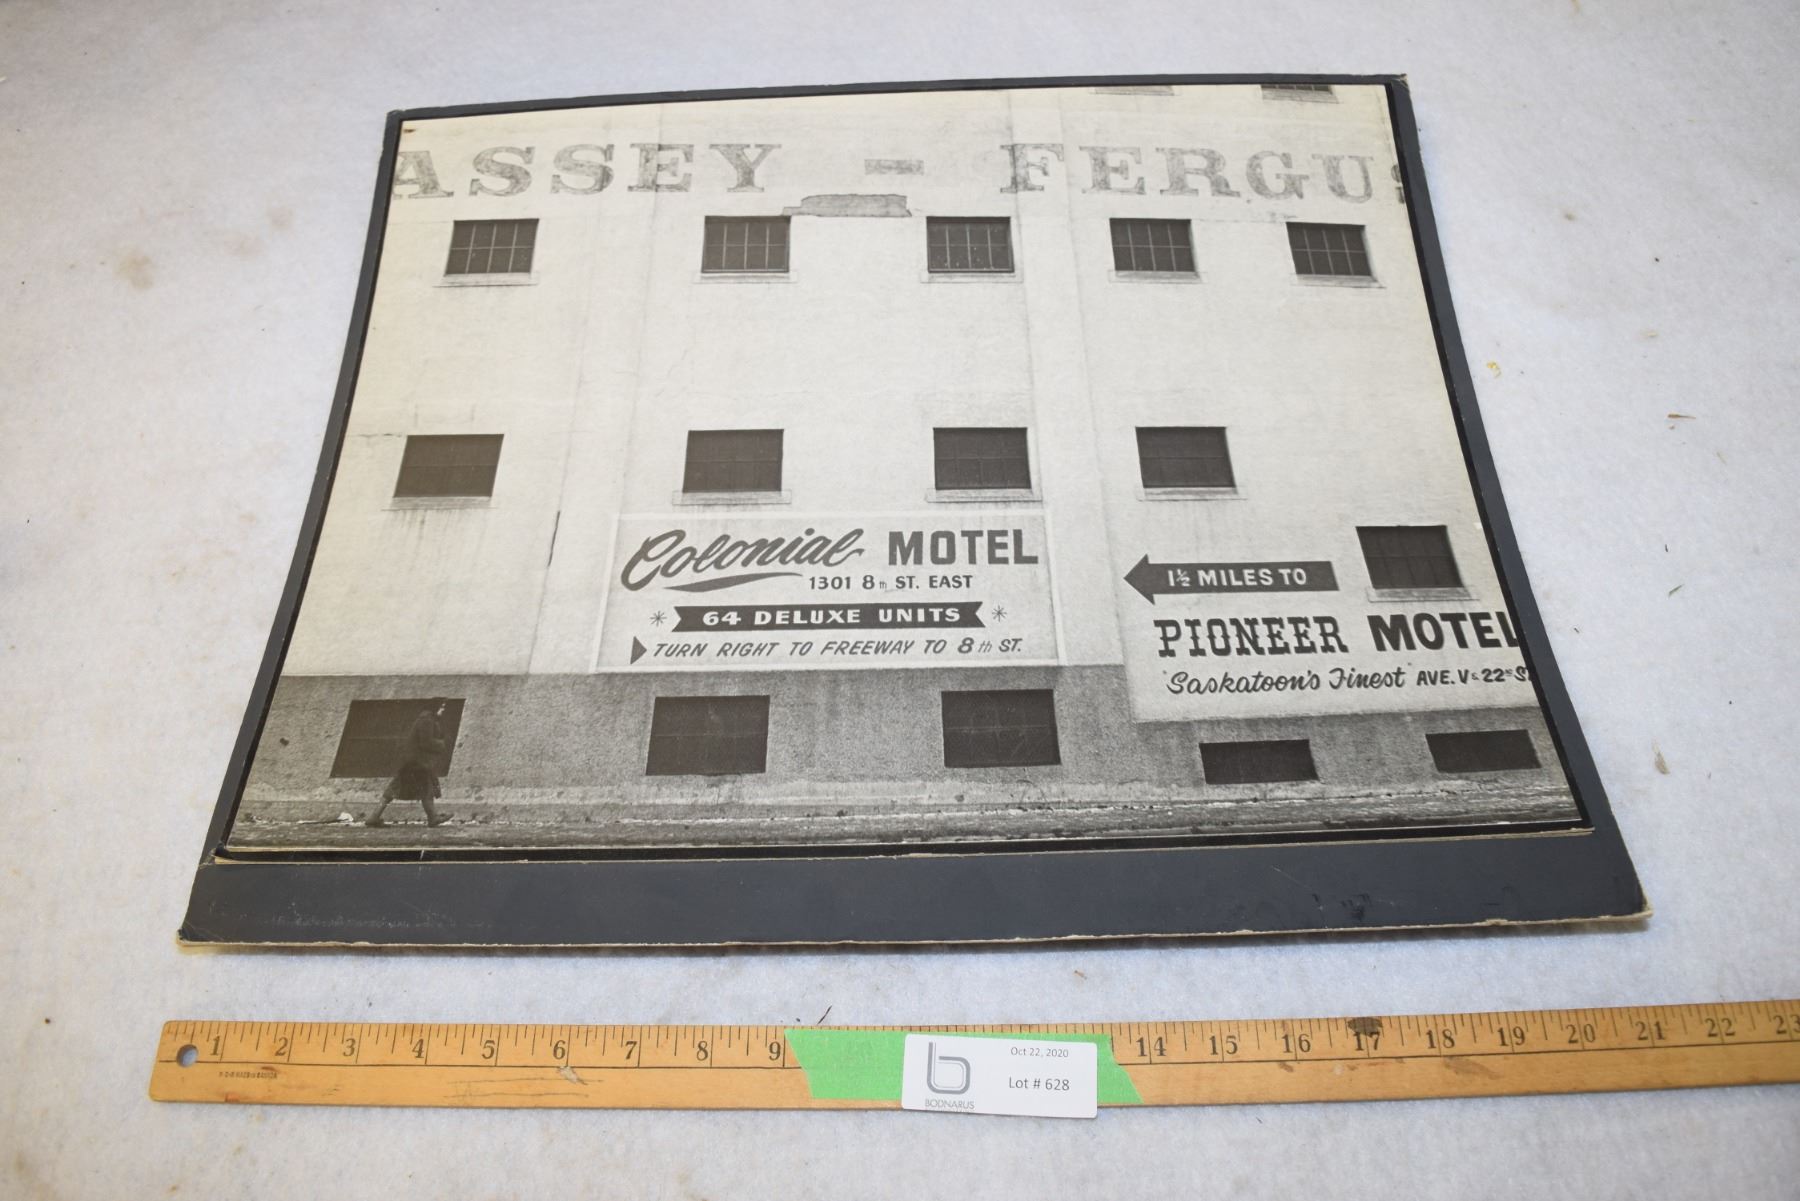 ASSEY - FERGUS
Colonial MOTEL
1301 8th ST. EAST
* 64 DELUXE UNITS *
TURN RIGHT TO FREEWAY TO 8th ST.
1½ MILES TO
PIONEER MOTEL
"Saskatoon's Finest" AVE. V & 22nd St
1 2 3 4 5 6 7 8 9 14 15 16 17 18 19 20 21 22 23
Oct 22, 2020
Lot # 628
b
BODNARUS